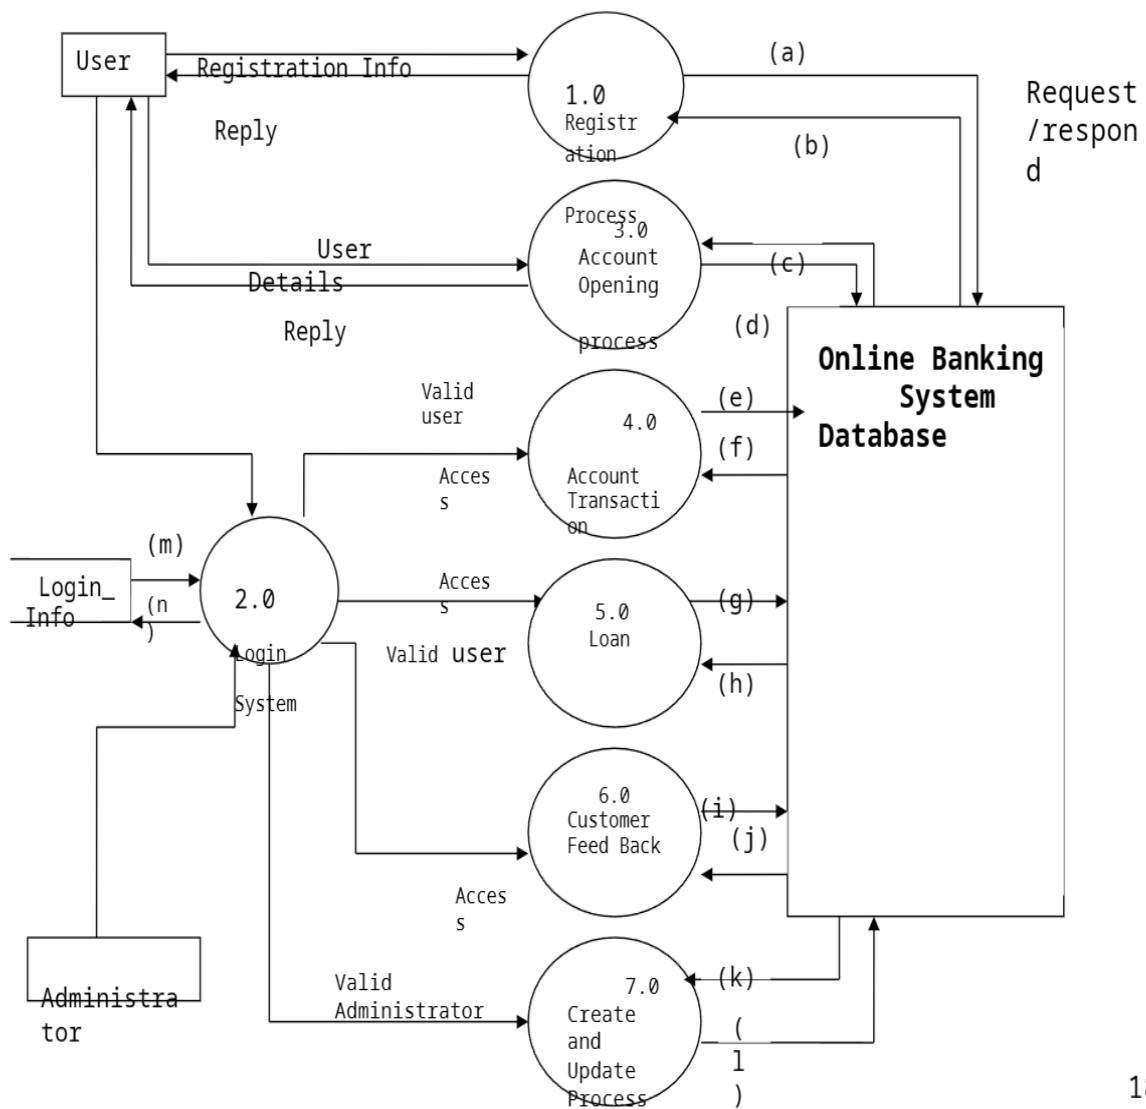 User
Registration Info
Reply
(a)
(b)
Request
/respon
d
1.0
Registr
ation
Process
3.0
Account
Opening
process
User
Details
Reply
(c)
(d)
Online Banking
System
Database
Valid
user
Acces
s
4.0
Account
Transacti
on
(e)
(f)
(m)
Login_
Info
(n
)
2.0
Login
System
Acces
s
Valid user
5.0
Loan
(g)
(h)
6.0
Customer
Feed Back
(i)
(j)
Acces
s
Administra
tor
Valid
Administrator
7.0
Create
and
Update
Process
(k)
(
l
)